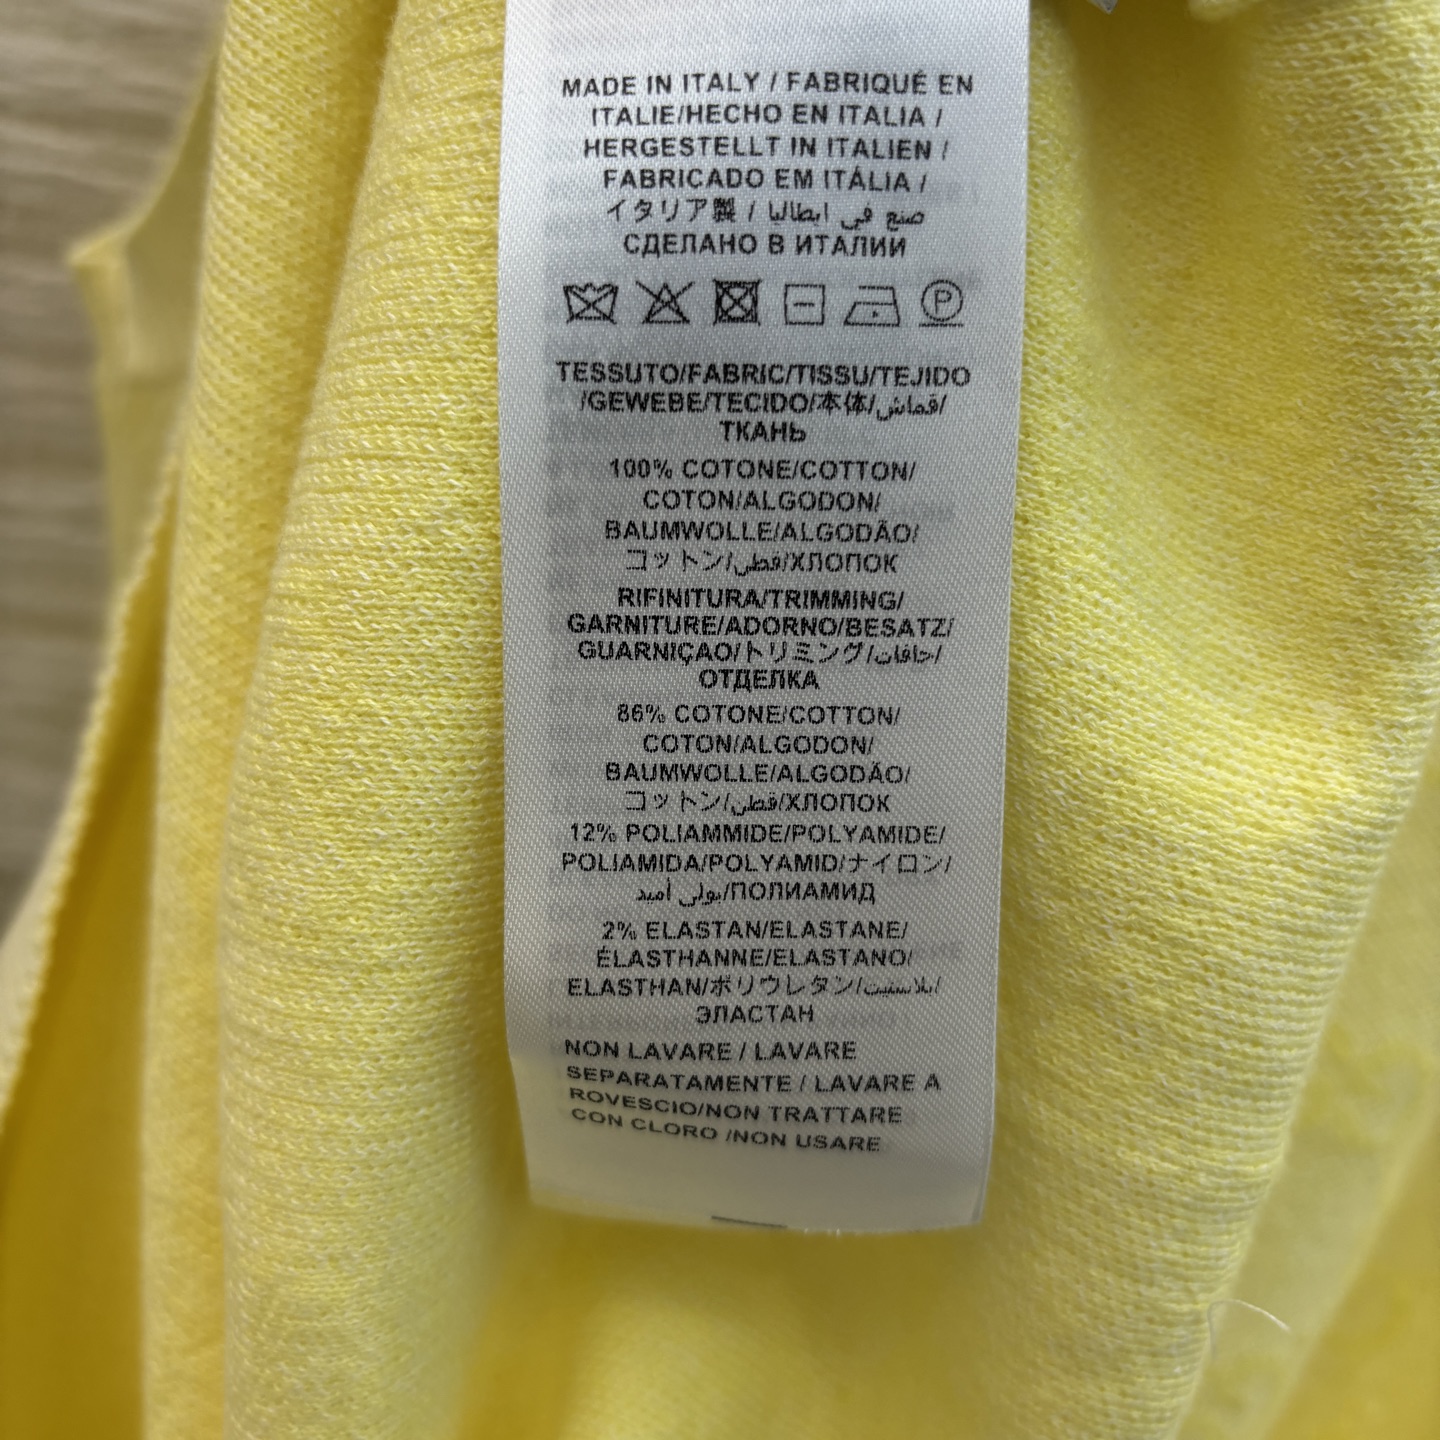 MADE IN ITALY / FABRIQUÉ EN
ITALIE/HECHO EN ITALIA /
HERGESTELLT IN ITALIEN /
FABRICADO EM ITÁLIA /
イタリア製 / صنع في ايطاليا
СДЕЛАНО В ИТАЛИИ
P
TESSUTO/FABRIC/TISSU/TEJIDO
/GEWEBE/TECIDO/本体/قماش/
ТКАНЬ
100% COTONE/COTTON/
COTON/ALGODON/
BAUMWOLLE/ALGODÃO/
コットン/قطن/ХЛОПОК
RIFINITURA/TRIMMING/
GARNITURE/ADORNO/BESATZ/
GUARNIÇAO/トリミング/حافات/
ОТДЕЛКА
86% COTONE/COTTON/
COTON/ALGODON/
BAUMWOLLE/ALGODÃO/
コットン/قطن/ХЛОПОК
12% POLIAMMIDE/POLYAMIDE/
POLIAMIDA/POLYAMID/ナイロン/
بولي أميد/ПОЛИАМИД
2% ELASTAN/ELASTANE/
ÉLASTHANNE/ELASTANO/
ELASTHAN/ポリウレタン/
ЭЛАСТАН
NON LAVARE / LAVARE
SEPARATAMENTE / LAVARE A
ROVESCIO/NON TRATTARE
CON CLORO /NON USARE